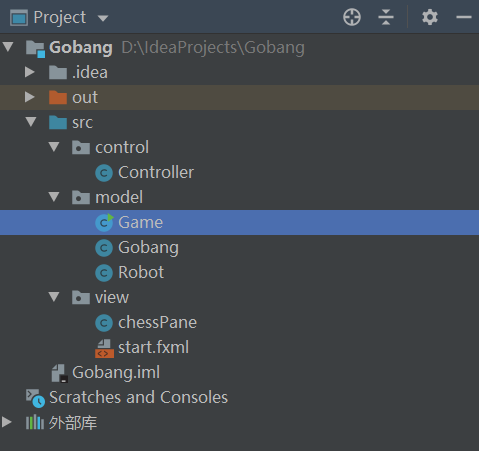 Project
Gobang D:\IdeaProjects\Gobang
.idea
out
src
control
Controller
model
Game
Gobang
Robot
view
chessPane
start.fxml
Gobang.iml
Scratches and Consoles
外部库